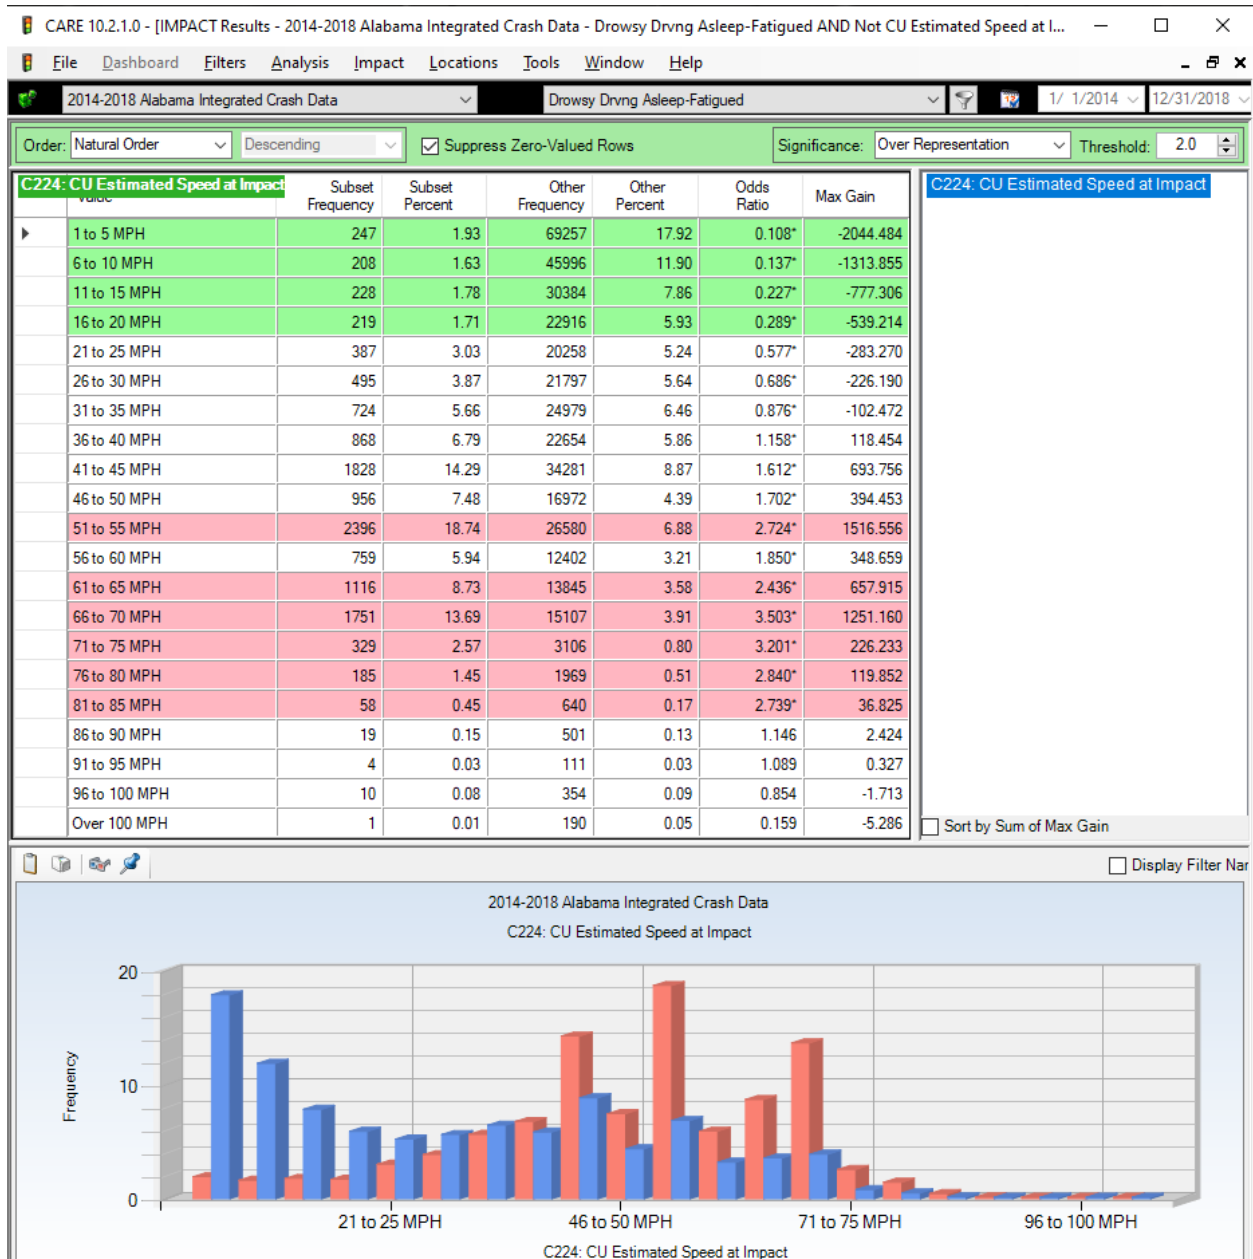 CARE 10.2.1.0 - [IMPACT Results - 2014-2018 Alabama Integrated Crash Data - Drowsy Drvng Asleep-Fatigued AND Not CU Estimated Speed at I...
File Dashboard Filters Analysis Impact Locations Tools Window Help
2014-2018 Alabama Integrated Crash Data Drowsy Drvng Asleep-Fatigued 1/ 1/2014 12/31/2018
Order: Natural Order Descending Suppress Zero-Valued Rows Significance: Over Representation Threshold: 2.0
C224: CU Estimated Speed at Impact Subset Frequency Subset Percent Other Frequency Other Percent Odds Ratio Max Gain
1 to 5 MPH 247 1.93 69257 17.92 0.108* -2044.484
6 to 10 MPH 208 1.63 45996 11.90 0.137* -1313.855
11 to 15 MPH 228 1.78 30384 7.86 0.227* -777.306
16 to 20 MPH 219 1.71 22916 5.93 0.289* -539.214
21 to 25 MPH 387 3.03 20258 5.24 0.577* -283.270
26 to 30 MPH 495 3.87 21797 5.64 0.686* -226.190
31 to 35 MPH 724 5.66 24979 6.46 0.876* -102.472
36 to 40 MPH 868 6.79 22654 5.86 1.158* 118.454
41 to 45 MPH 1828 14.29 34281 8.87 1.612* 693.756
46 to 50 MPH 956 7.48 16972 4.39 1.702* 394.453
51 to 55 MPH 2396 18.74 26580 6.88 2.724* 1516.556
56 to 60 MPH 759 5.94 12402 3.21 1.850* 348.659
61 to 65 MPH 1116 8.73 13845 3.58 2.436* 657.915
66 to 70 MPH 1751 13.69 15107 3.91 3.503* 1251.160
71 to 75 MPH 329 2.57 3106 0.80 3.201* 226.233
76 to 80 MPH 185 1.45 1969 0.51 2.840* 119.852
81 to 85 MPH 58 0.45 640 0.17 2.739* 36.825
86 to 90 MPH 19 0.15 501 0.13 1.146 2.424
91 to 95 MPH 4 0.03 111 0.03 1.089 0.327
96 to 100 MPH 10 0.08 354 0.09 0.854 -1.713
Over 100 MPH 1 0.01 190 0.05 0.159 -5.286
C224: CU Estimated Speed at Impact
Sort by Sum of Max Gain
Display Filter Nar
2014-2018 Alabama Integrated Crash Data
C224: CU Estimated Speed at Impact
20
10
0
Frequency
21 to 25 MPH 46 to 50 MPH 71 to 75 MPH 96 to 100 MPH
C224: CU Estimated Speed at Impact